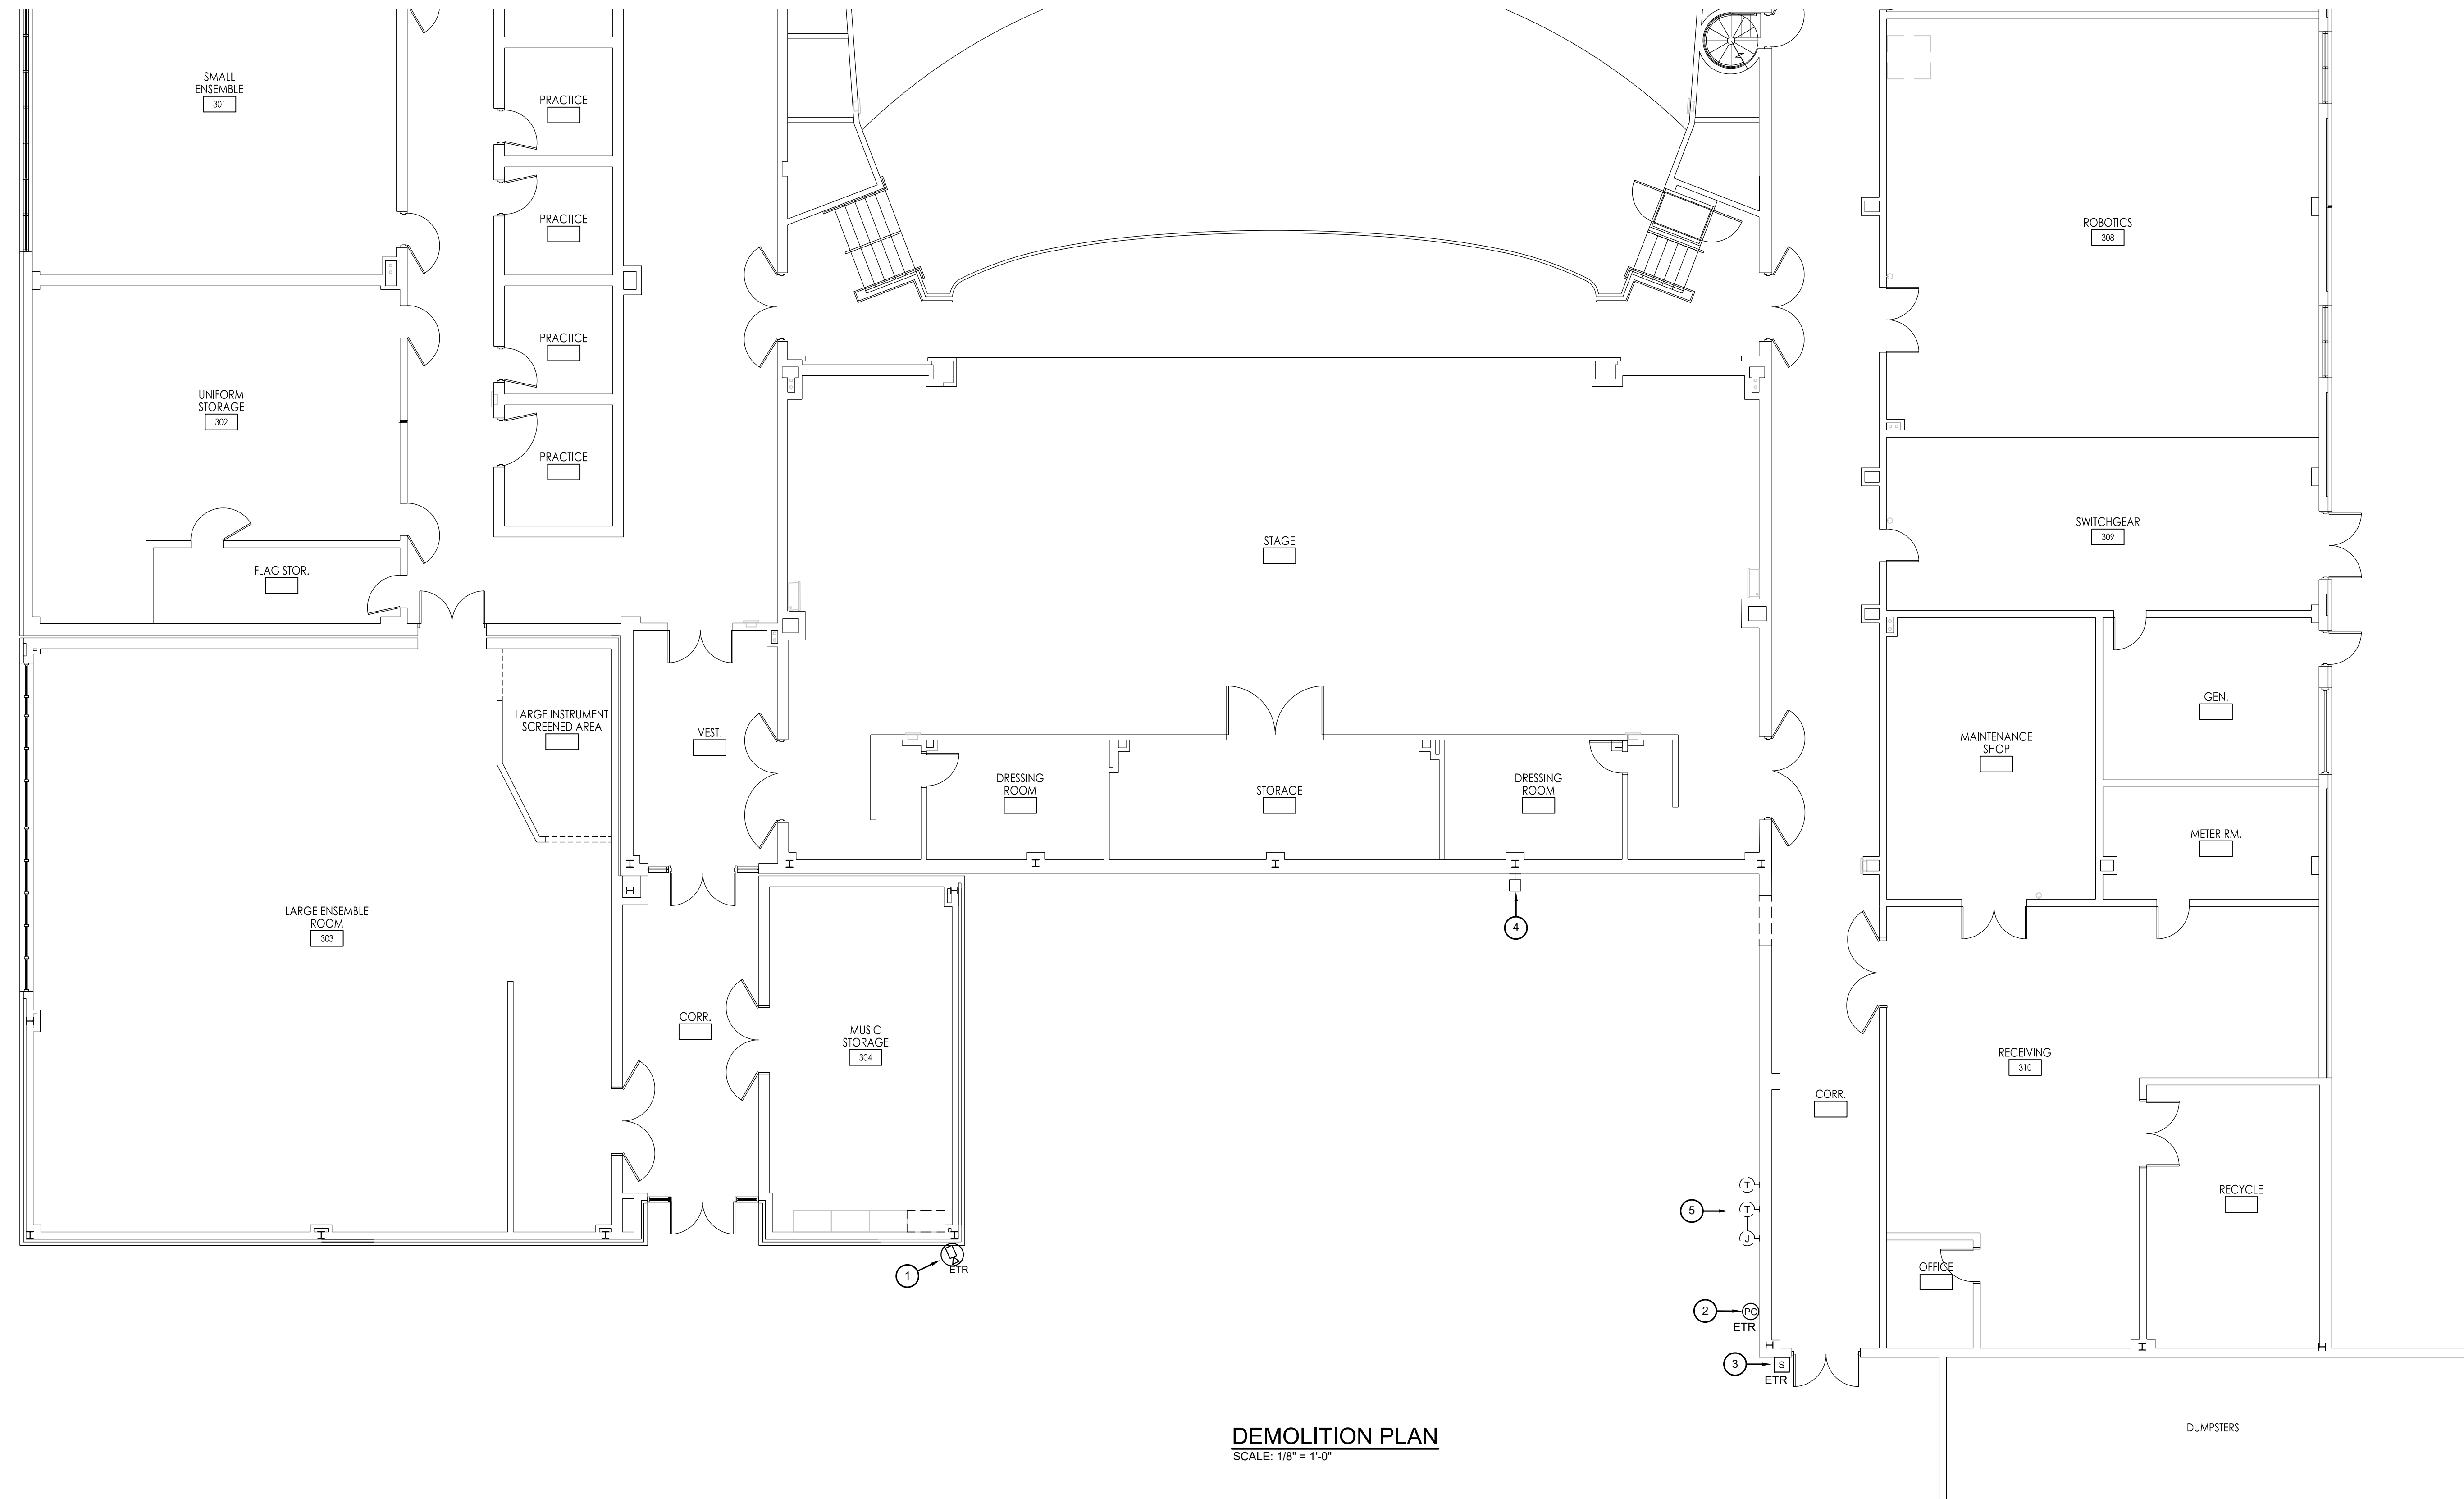 SMALL
ENSEMBLE
301
PRACTICE
PRACTICE
PRACTICE
PRACTICE
ROBOTICS
308
UNIFORM
STORAGE
302
FLAG STOR.
STAGE
SWITCHGEAR
309
LARGE INSTRUMENT
SCREENED AREA
VEST.
DRESSING
ROOM
STORAGE
DRESSING
ROOM
MAINTENANCE
SHOP
GEN.
METER RM.
LARGE ENSEMBLE
ROOM
303
4
CORR.
MUSIC
STORAGE
304
RECEIVING
310
CORR.
T
5
T
J
RECYCLE
OFFICE
1
ETR
2
PC
ETR
3
S
ETR
DUMPSTERS
DEMOLITION PLAN
SCALE: 1/8" = 1'-0"